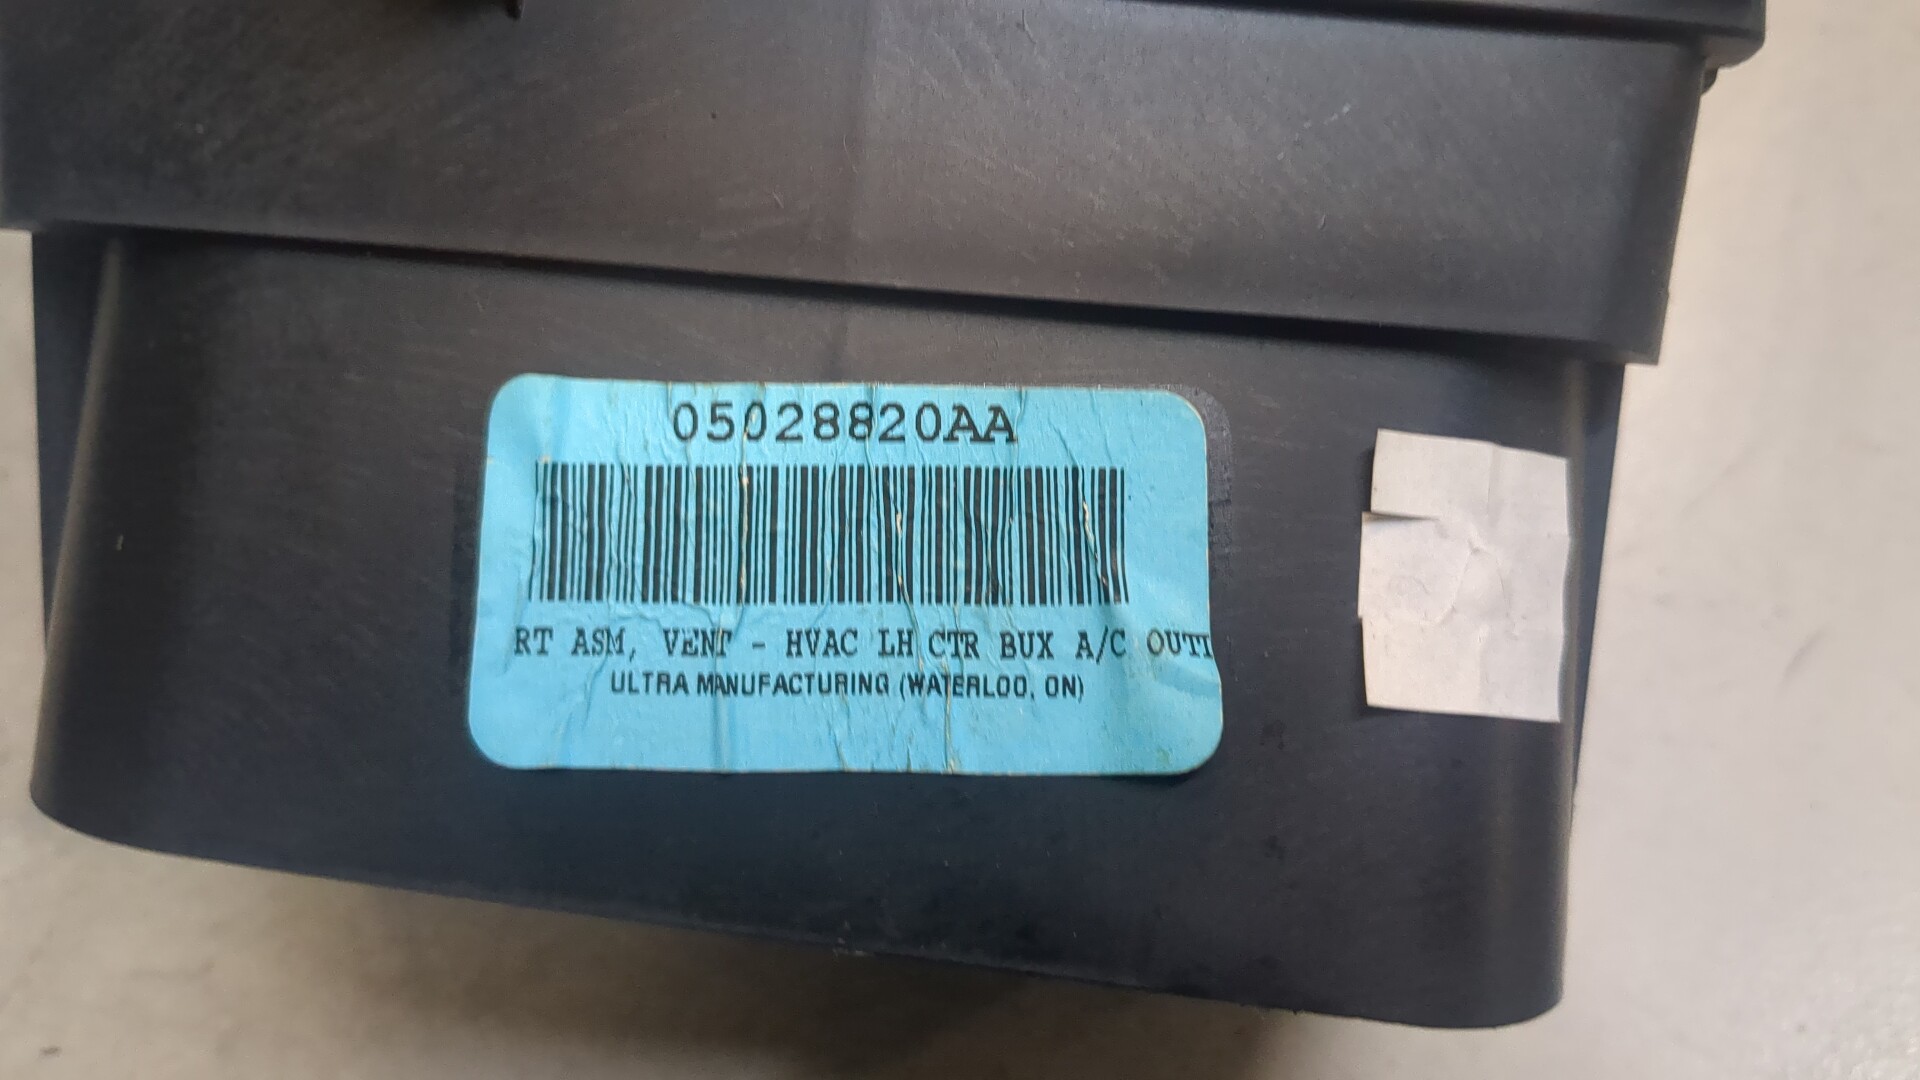 05028820AA
RT ASM, VENT - HVAC LH CTR BUX A/C OUTI
ULTRA MANUFACTURING (WATERLOO, ON)